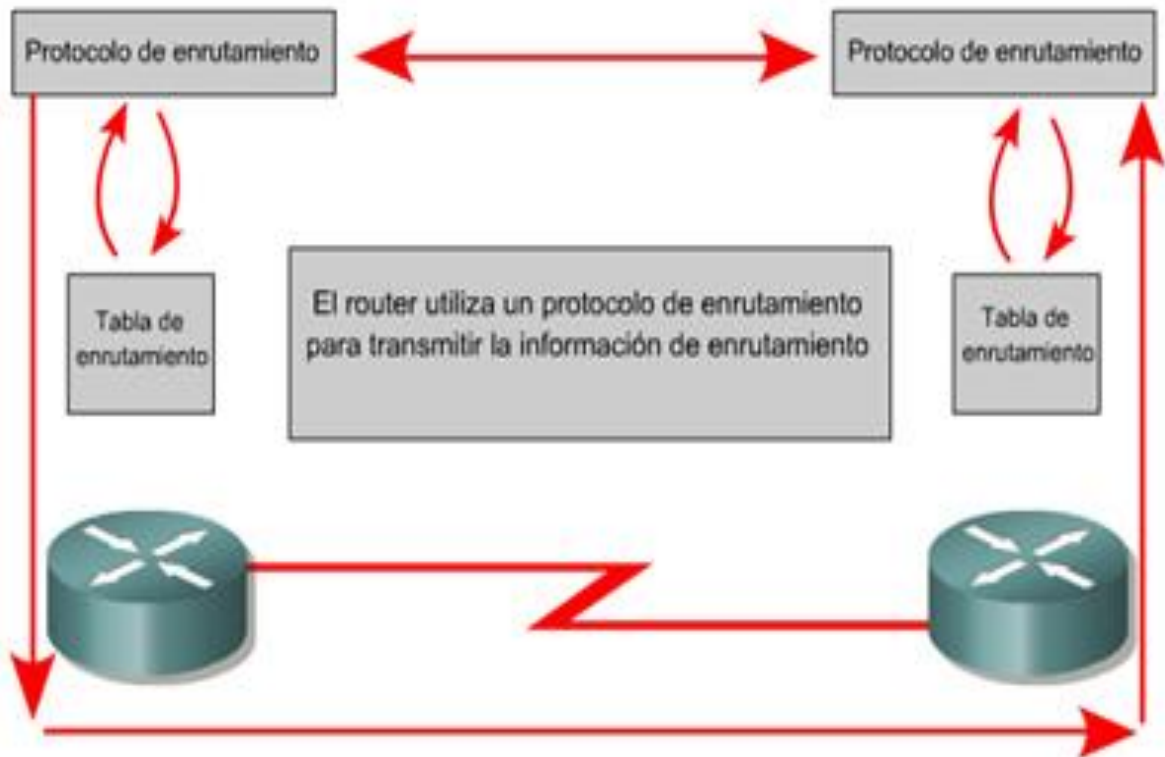 Protocolo de enrutamiento
Protocolo de enrutamiento
Tabla de
enrutamiento
El router utiliza un protocolo de enrutamiento
para transmitir la información de enrutamiento
Tabla de
enrutamiento